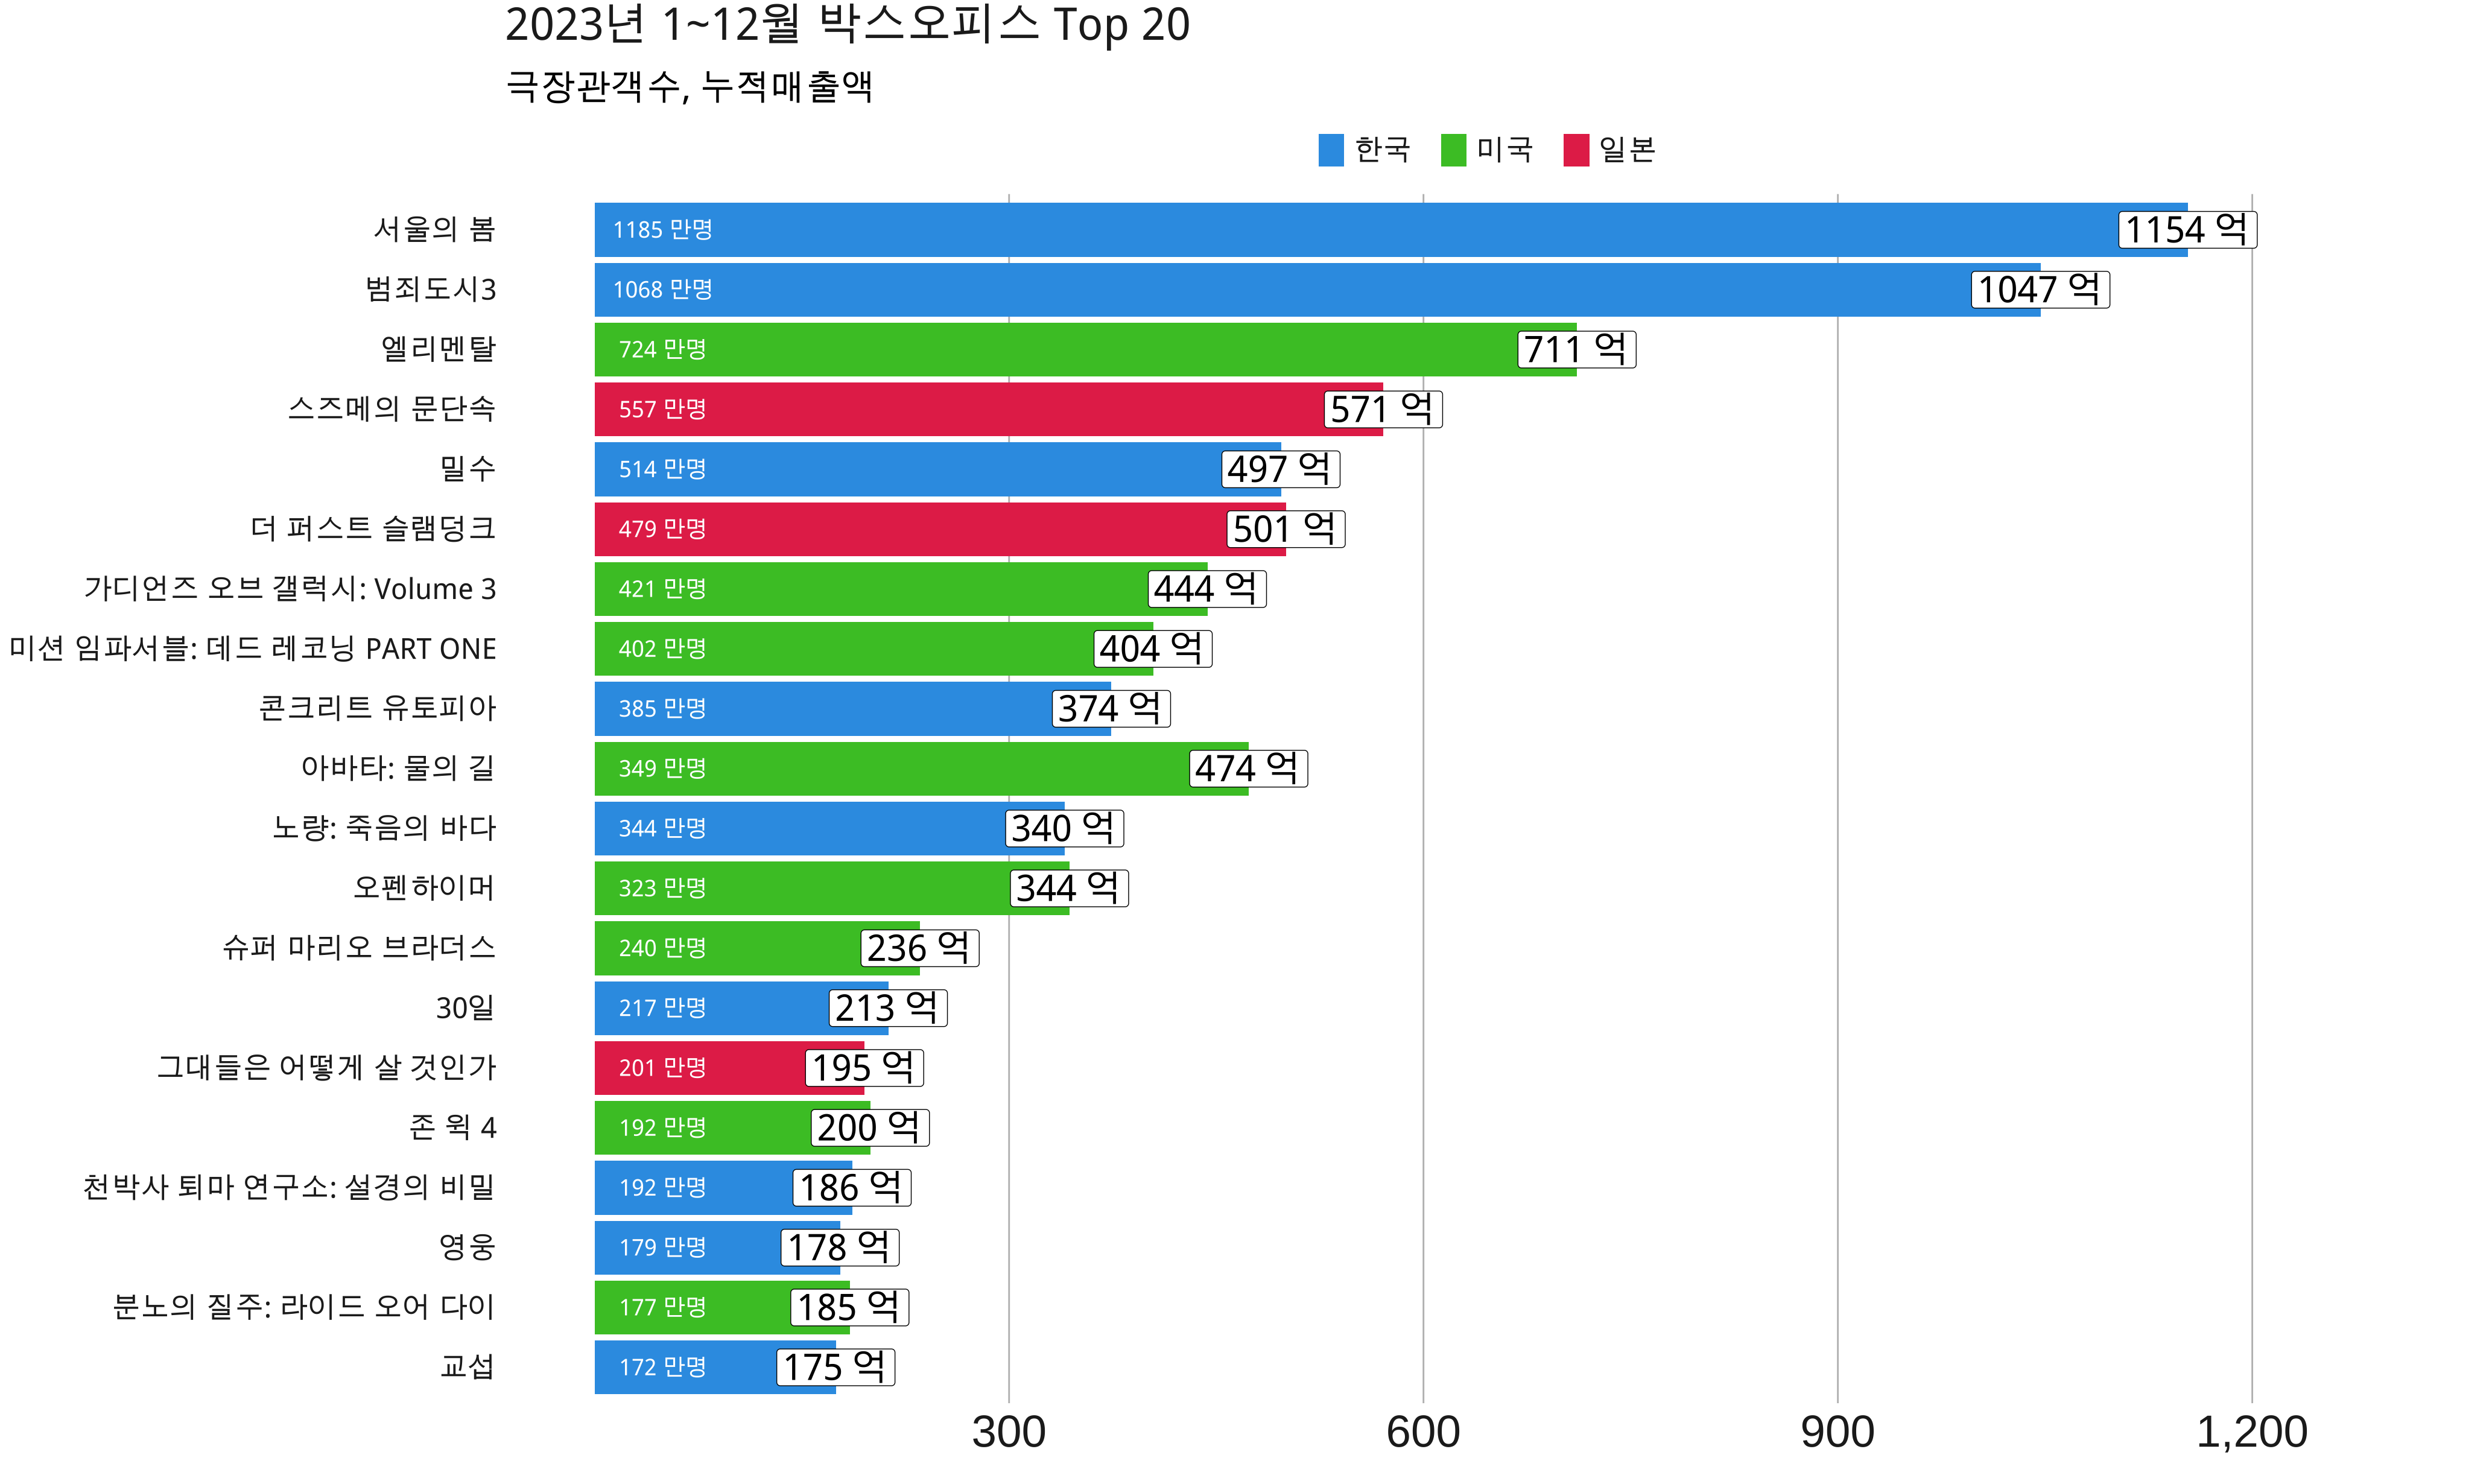 2023년 1~12월 박스오피스 Top 20
극장관객수, 누적매출액
한국 미국 일본
서울의 봄 1185 만명 1154 억
범죄도시3 1068 만명 1047 억
엘리멘탈 724 만명 711 억
스즈메의 문단속 557 만명 571 억
밀수 514 만명 497 억
더 퍼스트 슬램덩크 479 만명 501 억
가디언즈 오브 갤럭시: Volume 3 421 만명 444 억
미션 임파서블: 데드 레코닝 PART ONE 402 만명 404 억
콘크리트 유토피아 385 만명 374 억
아바타: 물의 길 349 만명 474 억
노량: 죽음의 바다 344 만명 340 억
오펜하이머 323 만명 344 억
슈퍼 마리오 브라더스 240 만명 236 억
30일 217 만명 213 억
그대들은 어떻게 살 것인가 201 만명 195 억
존 윅 4 192 만명 200 억
천박사 퇴마 연구소: 설경의 비밀 192 만명 186 억
영웅 179 만명 178 억
분노의 질주: 라이드 오어 다이 177 만명 185 억
교섭 172 만명 175 억
300 600 900 1,200